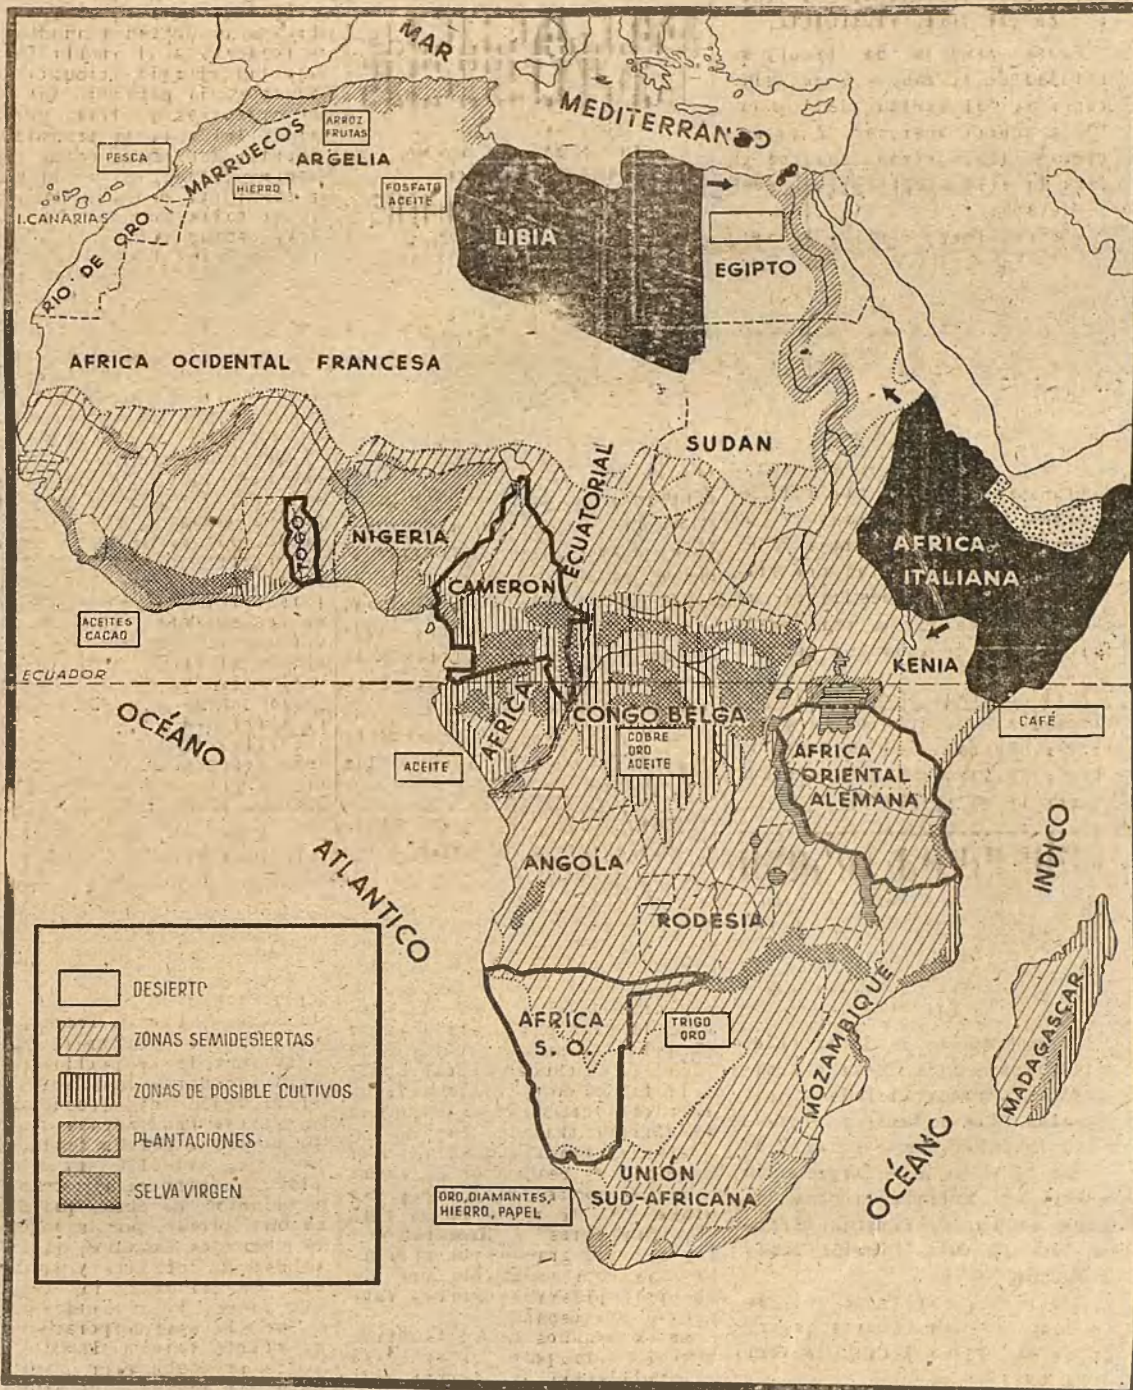 MAR
MEDITERRANEO
ARROZ
FRUTAS
PESCA
MARRUECOS
ARGELIA
HIERRO
FOSFATO
ACEITE
I.CANARIAS
RIO DE ORO
LIBIA
EGIPTO
AFRICA OCIDENTAL FRANCESA
SUDAN
TOGO
NIGERIA
CAMERON
AFRICA ECUATORIAL
AFRICA
ITALIANA
ACEITES
CACAO
KENIA
ECUADOR
CONGO BELGA
COBRE
ORO
ACEITE
CAFÉ
OCÉANO
ATLANTICO
ACEITE
AFRICA
ORIENTAL
ALEMANA
INDICO
OCÉANO
ANGOLA
RODESIA
MOZAMBIQUE
MADAGASCAR
AFRICA
S. O.
TRIGO
ORO
UNIÓN
SUD-AFRICANA
ORO, DIAMANTES,
HIERRO, PAPEL
DESIERTO
ZONAS SEMIDESIERTAS
ZONAS DE POSIBLE CULTIVOS
PLANTACIONES
SELVA VIRGEN